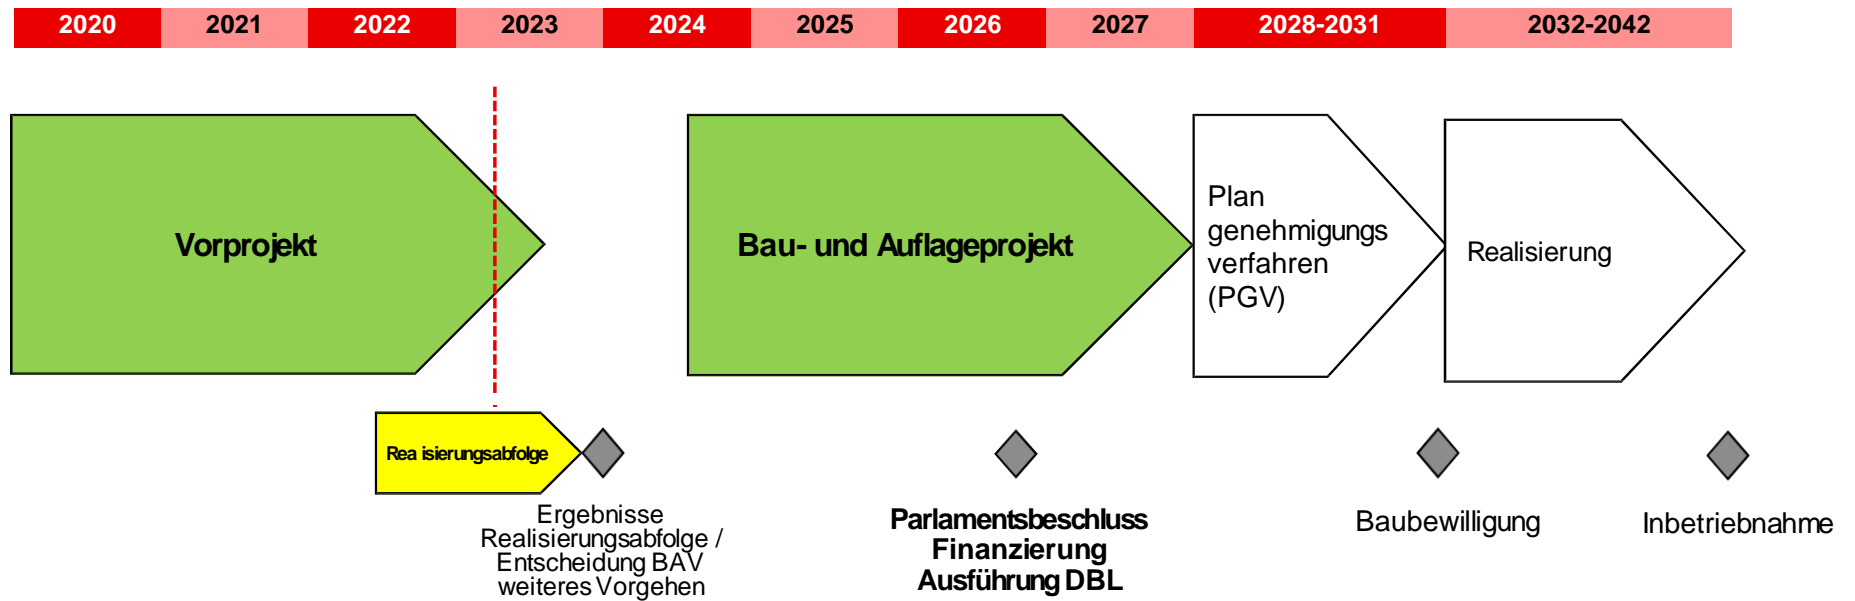 2020 2021 2022 2023 2024 2025 2026 2027 2028-2031 2032-2042
Vorprojekt
Bau- und Auflageprojekt
Plan
genehmigungs
verfahren
(PGV)
Realisierung
Rea isierungsabfolge
Ergebnisse
Realisierungsabfolge /
Entscheidung BAV
weiteres Vorgehen
Parlamentsbeschluss
Finanzierung
Ausführung DBL
Baubewilligung
Inbetriebnahme